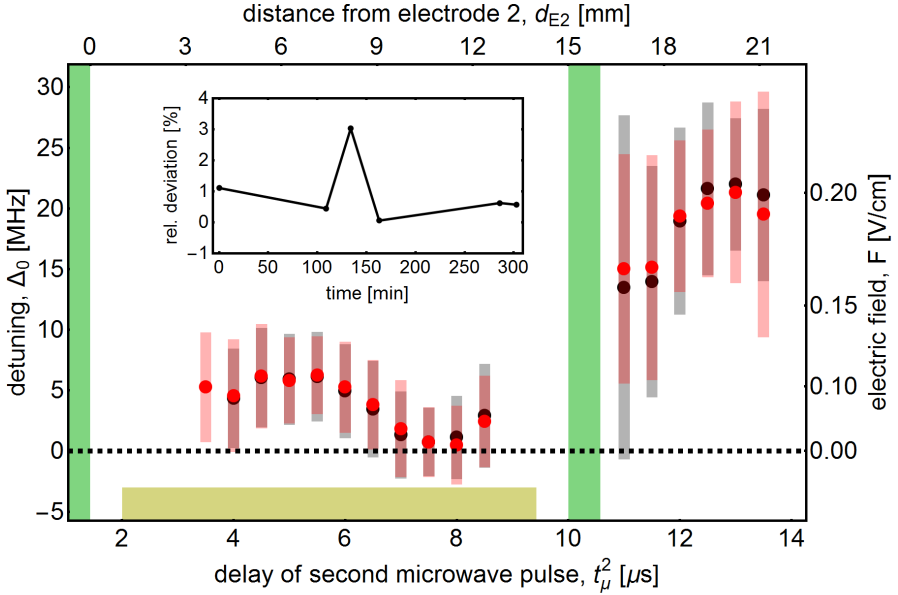 distance from electrode 2, d_E2 [mm]
0 3 6 9 12 15 18 21
detuning, Δ₀ [MHz]
30
25
20
15
10
5
0
−5
rel. deviation [%]
4
3
2
1
0
−1
0 50 100 150 200 250 300
time [min]
0.20
0.15
0.10
0.00
electric field, F [V/cm]
2 4 6 8 10 12 14
delay of second microwave pulse, t_μ^2 [μs]